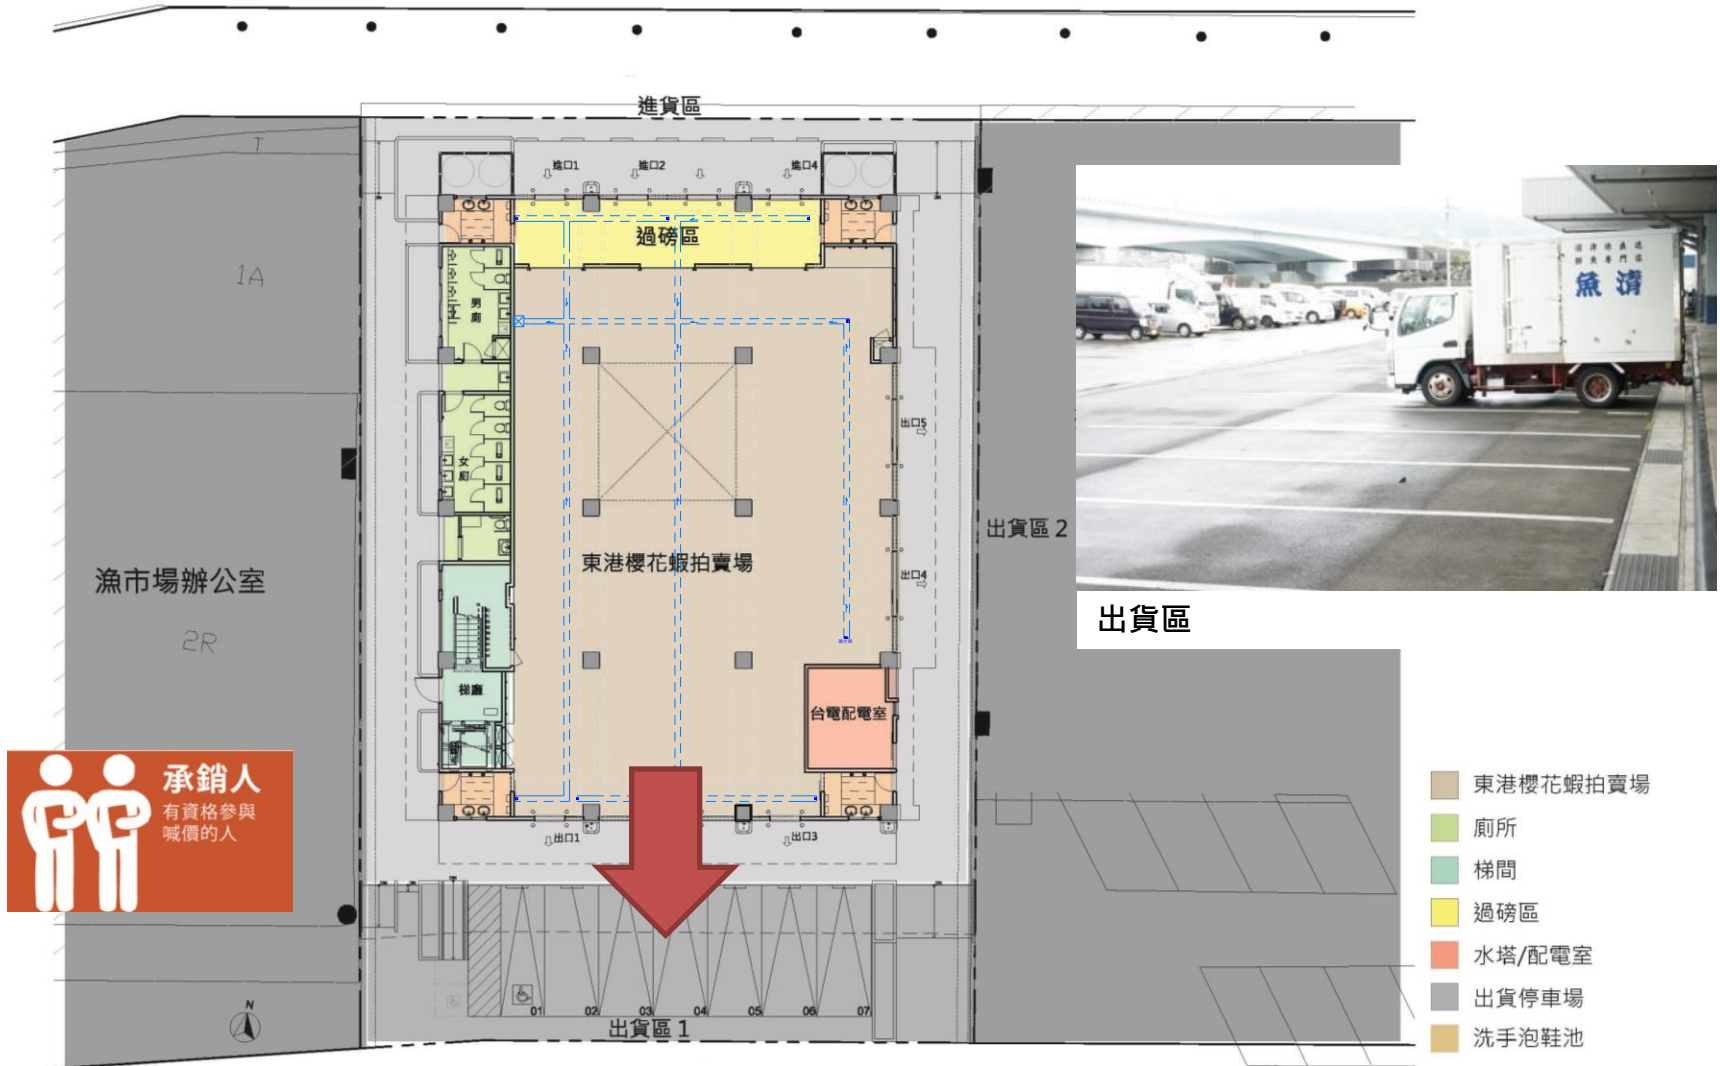 進貨區
T
進口1
進口2
進口4
過磅區
1A
男廁
女廁
出口5
東港櫻花蝦拍賣場
出貨區 2
出口4
漁市場辦公室
2R
梯廳
台電配電室
出口1
出口3
01
02
03
04
05
06
07
出貨區 1
N
承銷人
有資格參與
喊價的人
魚清
出貨區
東港櫻花蝦拍賣場
廁所
梯間
過磅區
水塔/配電室
出貨停車場
洗手泡鞋池